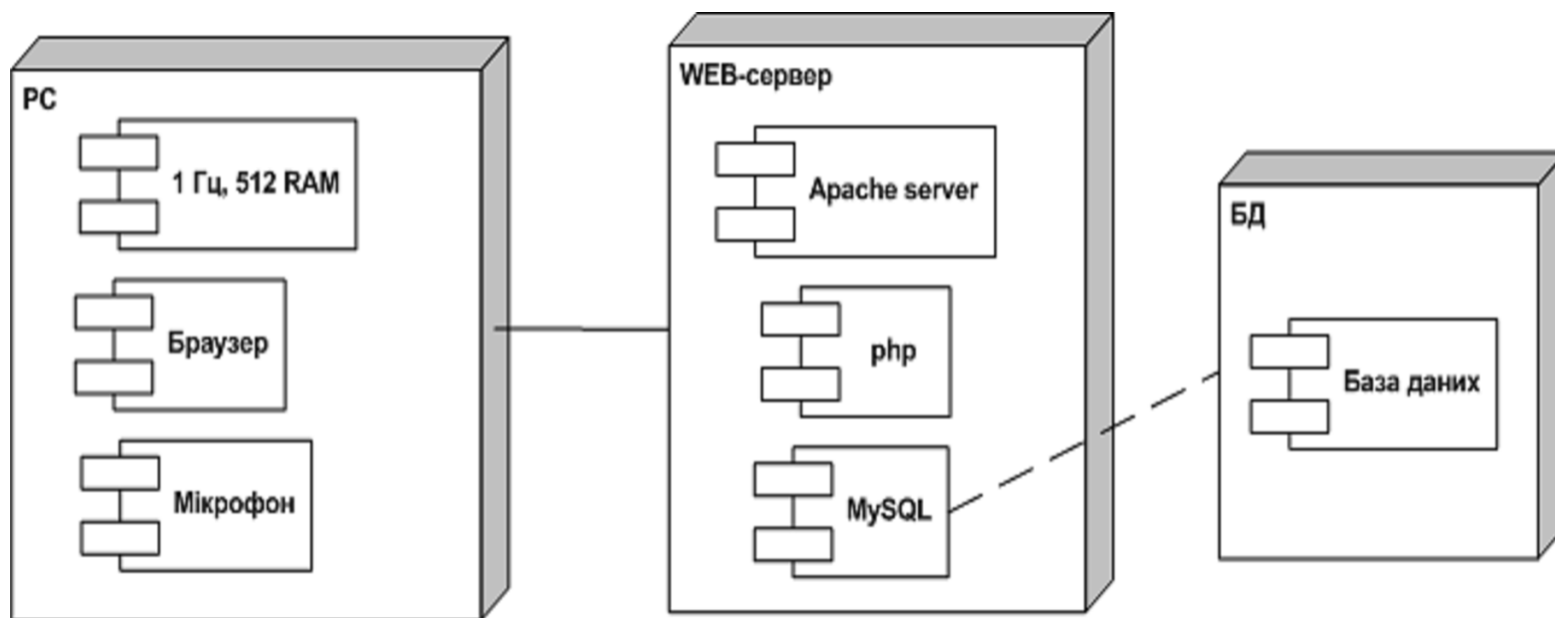 PC
1 Гц, 512 RAM
Браузер
Мікрофон
WEB-сервер
Apache server
php
MySQL
БД
База даних